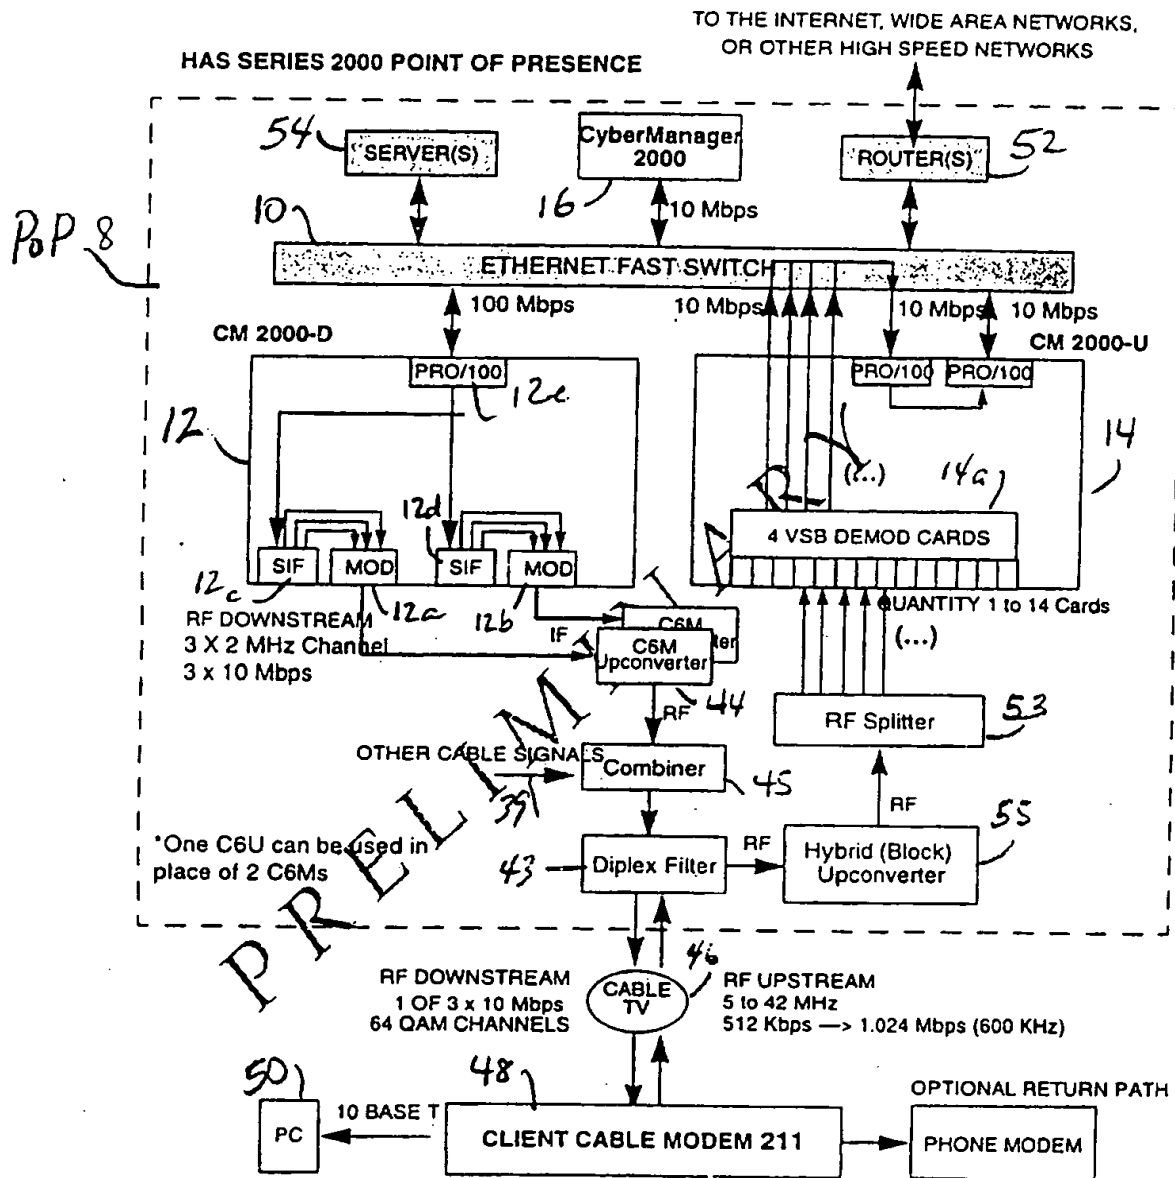 TO THE INTERNET, WIDE AREA NETWORKS,
OR OTHER HIGH SPEED NETWORKS
HAS SERIES 2000 POINT OF PRESENCE
54
SERVER(S)
CyberManager
2000
16
ROUTER(S)
52
10 Mbps
PoP 8
10
ETHERNET FAST SWITCH
100 Mbps
10 Mbps
10 Mbps
10 Mbps
CM 2000-D
CM 2000-U
PRO/100
12e
PRO/100
PRO/100
12
14
(...)
14a
4 VSB DEMOD CARDS
12d
SIF
MOD
SIF
MOD
12c
12a
12b
QUANTITY 1 to 14 Cards
(...)
RF DOWNSTREAM
3 X 2 MHz Channel
3 x 10 Mbps
IF
C6M
C6M
Upconverter
44
RF
RF Splitter
53
OTHER CABLE SIGNALS
39
Combiner
45
RF
55
*One C6U can be used in
place of 2 C6Ms
43
Diplex Filter
RF
Hybrid (Block)
Upconverter
PRELIM
A R Y
RF DOWNSTREAM
1 OF 3 x 10 Mbps
64 QAM CHANNELS
CABLE
TV
46
RF UPSTREAM
5 to 42 MHz
512 Kbps —> 1.024 Mbps (600 KHz)
50
PC
10 BASE T
48
CLIENT CABLE MODEM 211
OPTIONAL RETURN PATH
PHONE MODEM